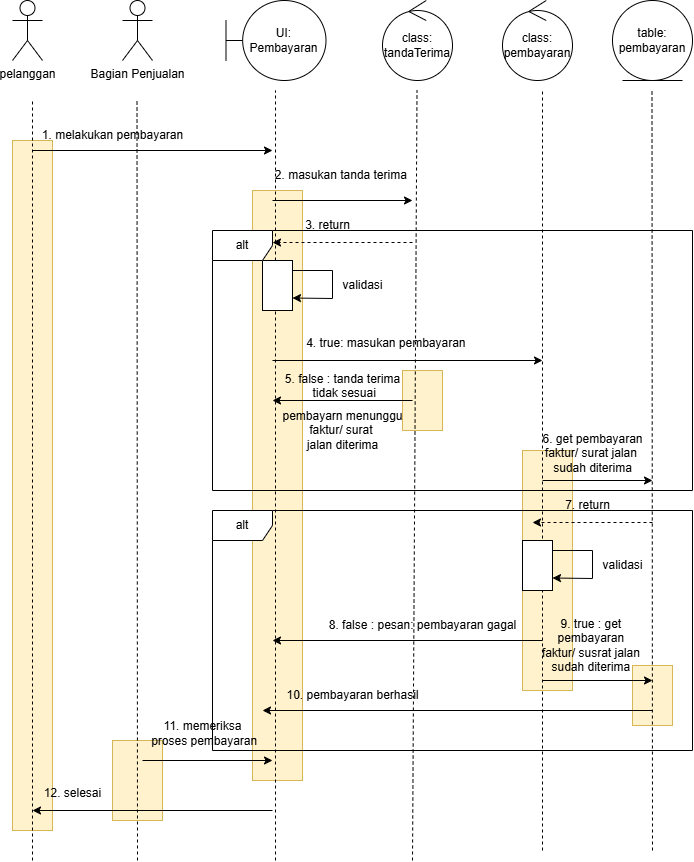 pelanggan
Bagian Penjualan
UI:
Pembayaran
class:
tandaTerima
class:
pembayaran
table:
pembayaran
1. melakukan pembayaran
2. masukan tanda terima
3. return
alt
validasi
4. true: masukan pembayaran
5. false : tanda terima
tidak sesuai
pembayarn menunggu
faktur/ surat
jalan diterima
6. get pembayaran
faktur/ surat jalan
sudah diterima
7. return
alt
validasi
8. false : pesan: pembayaran gagal
9. true : get
pembayaran
faktur/ susrat jalan
sudah diterima
10. pembayaran berhasil
11. memeriksa
proses pembayaran
12. selesai